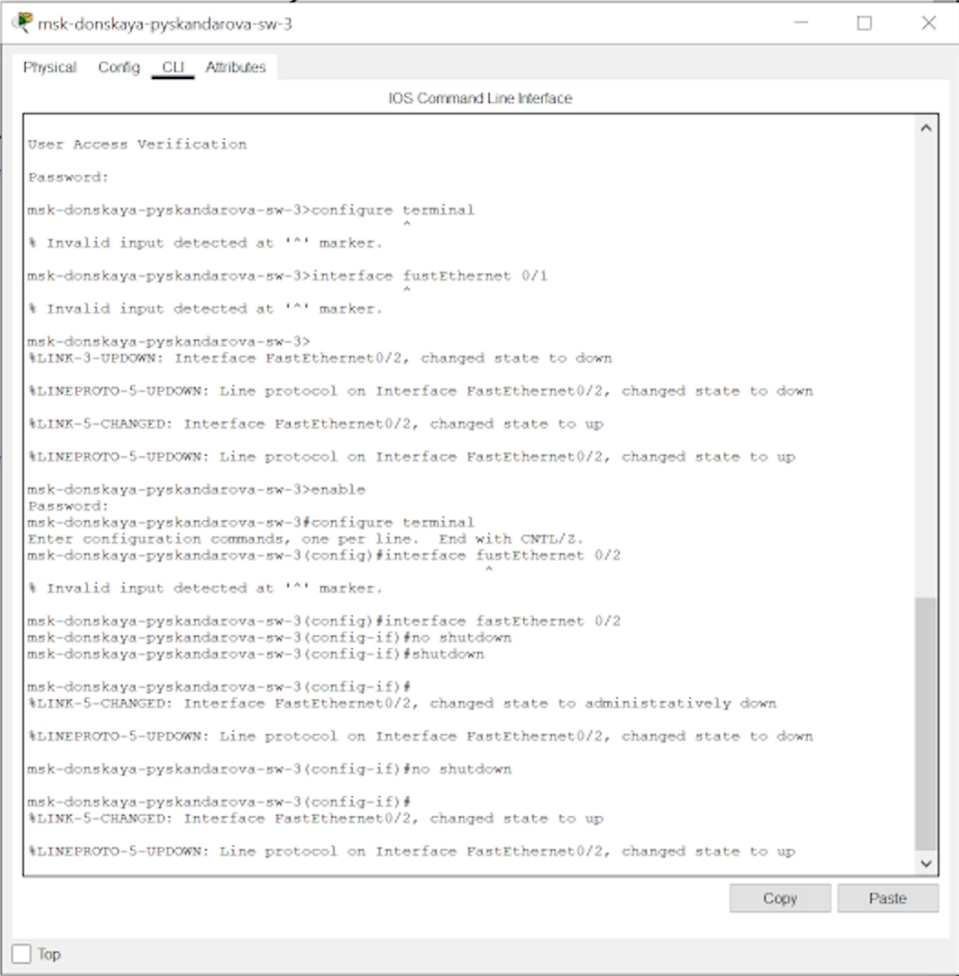 msk-donskaya-pyskandarova-sw-3
Physical Config CLI Attributes
IOS Command Line Interface
User Access Verification
Password:
msk-donskaya-pyskandarova-sw-3>configure terminal
^
% Invalid input detected at '^' marker.
msk-donskaya-pyskandarova-sw-3>interface fustEthernet 0/1
^
% Invalid input detected at '^' marker.
msk-donskaya-pyskandarova-sw-3>
%LINK-3-UPDOWN: Interface FastEthernet0/2, changed state to down
%LINEPROTO-5-UPDOWN: Line protocol on Interface FastEthernet0/2, changed state to down
%LINK-5-CHANGED: Interface FastEthernet0/2, changed state to up
%LINEPROTO-5-UPDOWN: Line protocol on Interface FastEthernet0/2, changed state to up
msk-donskaya-pyskandarova-sw-3>enable
Password:
msk-donskaya-pyskandarova-sw-3#configure terminal
Enter configuration commands, one per line.  End with CNTL/Z.
msk-donskaya-pyskandarova-sw-3(config)#interface fustEthernet 0/2
^
% Invalid input detected at '^' marker.
msk-donskaya-pyskandarova-sw-3(config)#interface fastEthernet 0/2
msk-donskaya-pyskandarova-sw-3(config-if)#no shutdown
msk-donskaya-pyskandarova-sw-3(config-if)#shutdown
msk-donskaya-pyskandarova-sw-3(config-if)#
%LINK-5-CHANGED: Interface FastEthernet0/2, changed state to administratively down
%LINEPROTO-5-UPDOWN: Line protocol on Interface FastEthernet0/2, changed state to down
msk-donskaya-pyskandarova-sw-3(config-if)#no shutdown
msk-donskaya-pyskandarova-sw-3(config-if)#
%LINK-5-CHANGED: Interface FastEthernet0/2, changed state to up
%LINEPROTO-5-UPDOWN: Line protocol on Interface FastEthernet0/2, changed state to up
Copy Paste
Top